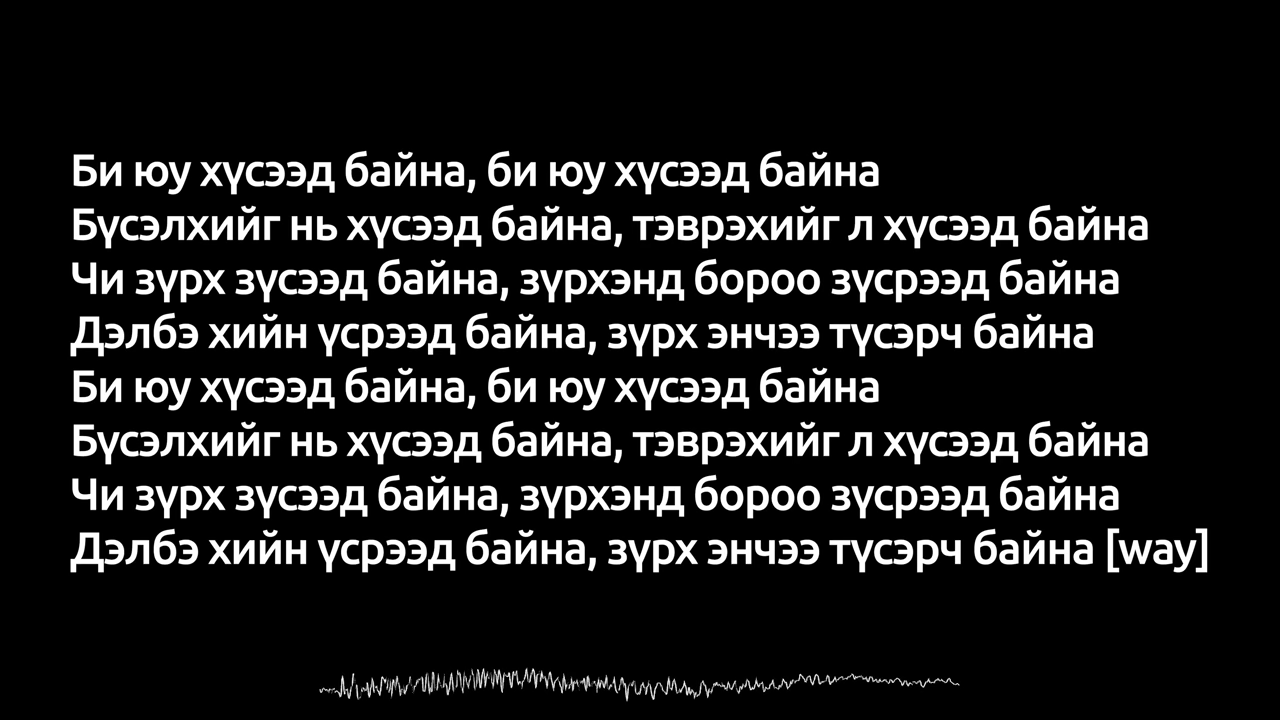 Би юу хүсээд байна, би юу хүсээд байна
Бүсэлхийг нь хүсээд байна, тэврэхийг л хүсээд байна
Чи зүрх зүсээд байна, зүрхэнд бороо зүсрээд байна
Дэлбэ хийн үсрээд байна, зүрх энчээ түсэрч байна
Би юу хүсээд байна, би юу хүсээд байна
Бүсэлхийг нь хүсээд байна, тэврэхийг л хүсээд байна
Чи зүрх зүсээд байна, зүрхэнд бороо зүсрээд байна
Дэлбэ хийн үсрээд байна, зүрх энчээ түсэрч байна [way]